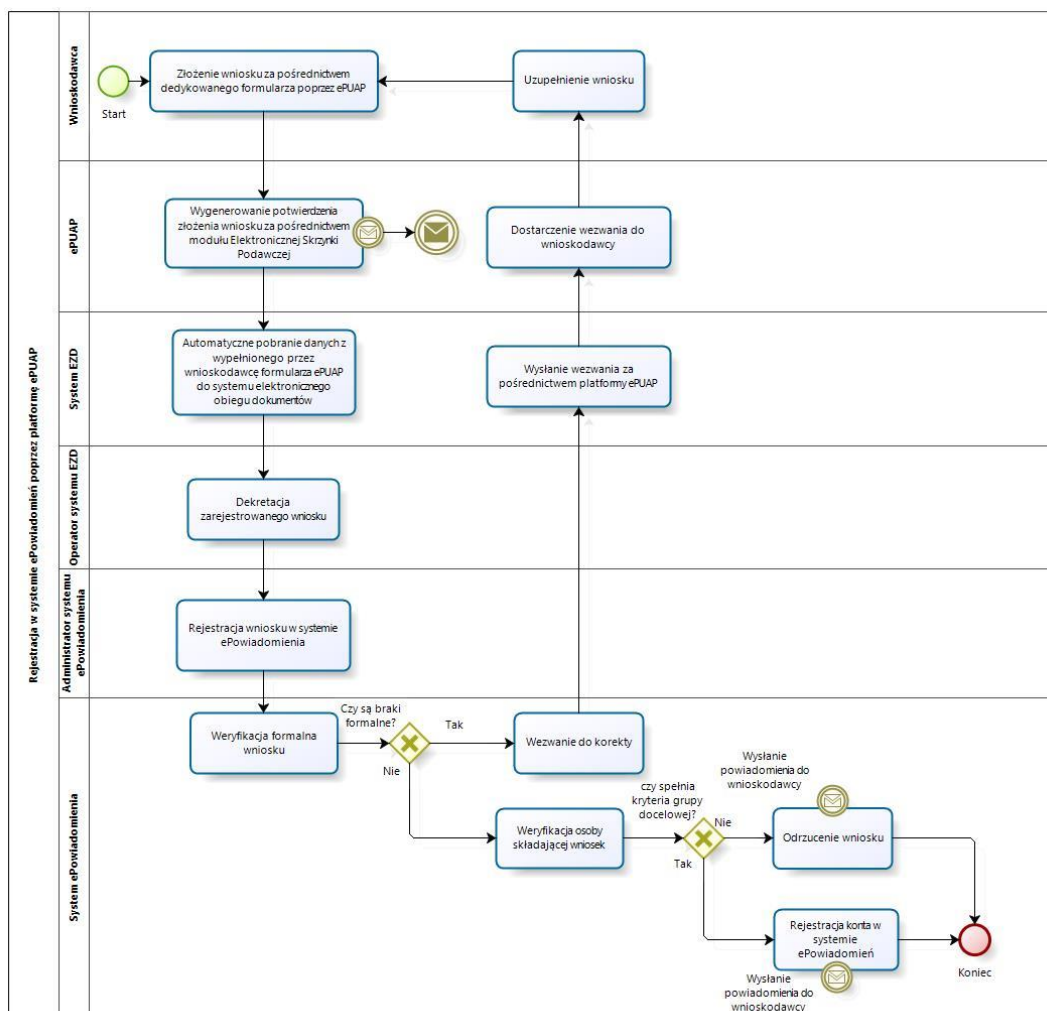 Rejestracja w systemie ePowiadomień poprzez platformę ePUAP
Wnioskodawca
Start
Złożenie wniosku za pośrednictwem
dedykowanego formularza poprzez ePUAP
Uzupełnienie wniosku
ePUAP
Wygenerowanie potwierdzenia
złożenia wniosku za pośrednictwem
modułu Elektronicznej Skrzynki
Podawczej
Dostarczenie wezwania do
wnioskodawcy
System EZD
Automatyczne pobranie danych z
wypełnionego przez
wnioskodawcę formularza ePUAP
do systemu elektronicznego
obiegu dokumentów
Wysłanie wezwania za
pośrednictwem platformy ePUAP
Operator systemu EZD
Dekretacja
zarejestrowanego wniosku
Administrator systemu
ePowiadomienia
Rejestracja wniosku w systemie
ePowiadomienia
System ePowiadomienia
Weryfikacja formalna
wniosku
Czy są braki
formalne?
Tak
Nie
Wezwanie do korekty
Weryfikacja osoby
składającej wniosek
czy spełnia
kryteria grupy
docelowej?
Nie
Tak
Wysłanie
powiadomienia do
wnioskodawcy
Odrzucenie wniosku
Rejestracja konta w
systemie
ePowiadomień
Wysłanie
powiadomienia do
wnioskodawcy
Koniec